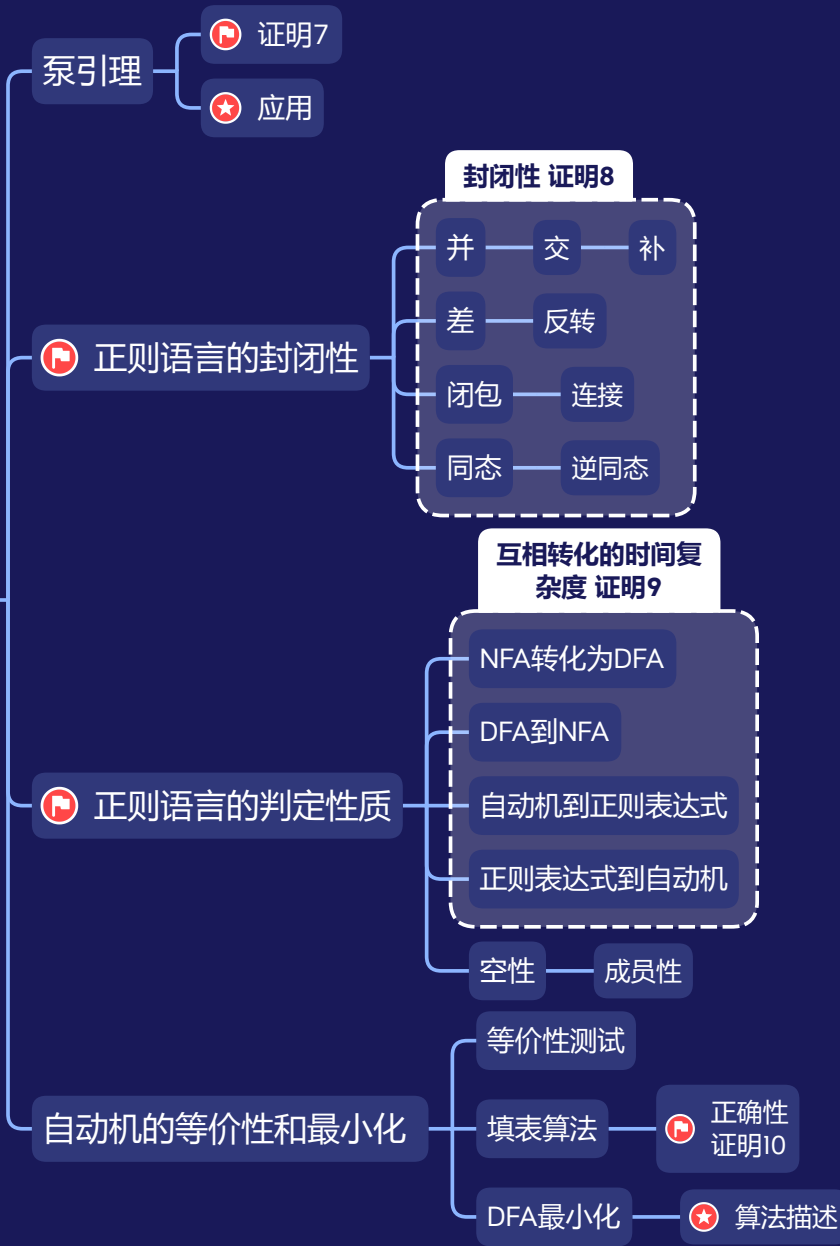 泵引理
证明7
应用
封闭性 证明8
正则语言的封闭性
并
交
补
差
反转
闭包
连接
同态
逆同态
互相转化的时间复
杂度 证明9
正则语言的判定性质
NFA转化为DFA
DFA到NFA
自动机到正则表达式
正则表达式到自动机
空性
成员性
自动机的等价性和最小化
等价性测试
填表算法
正确性
证明10
DFA最小化
算法描述